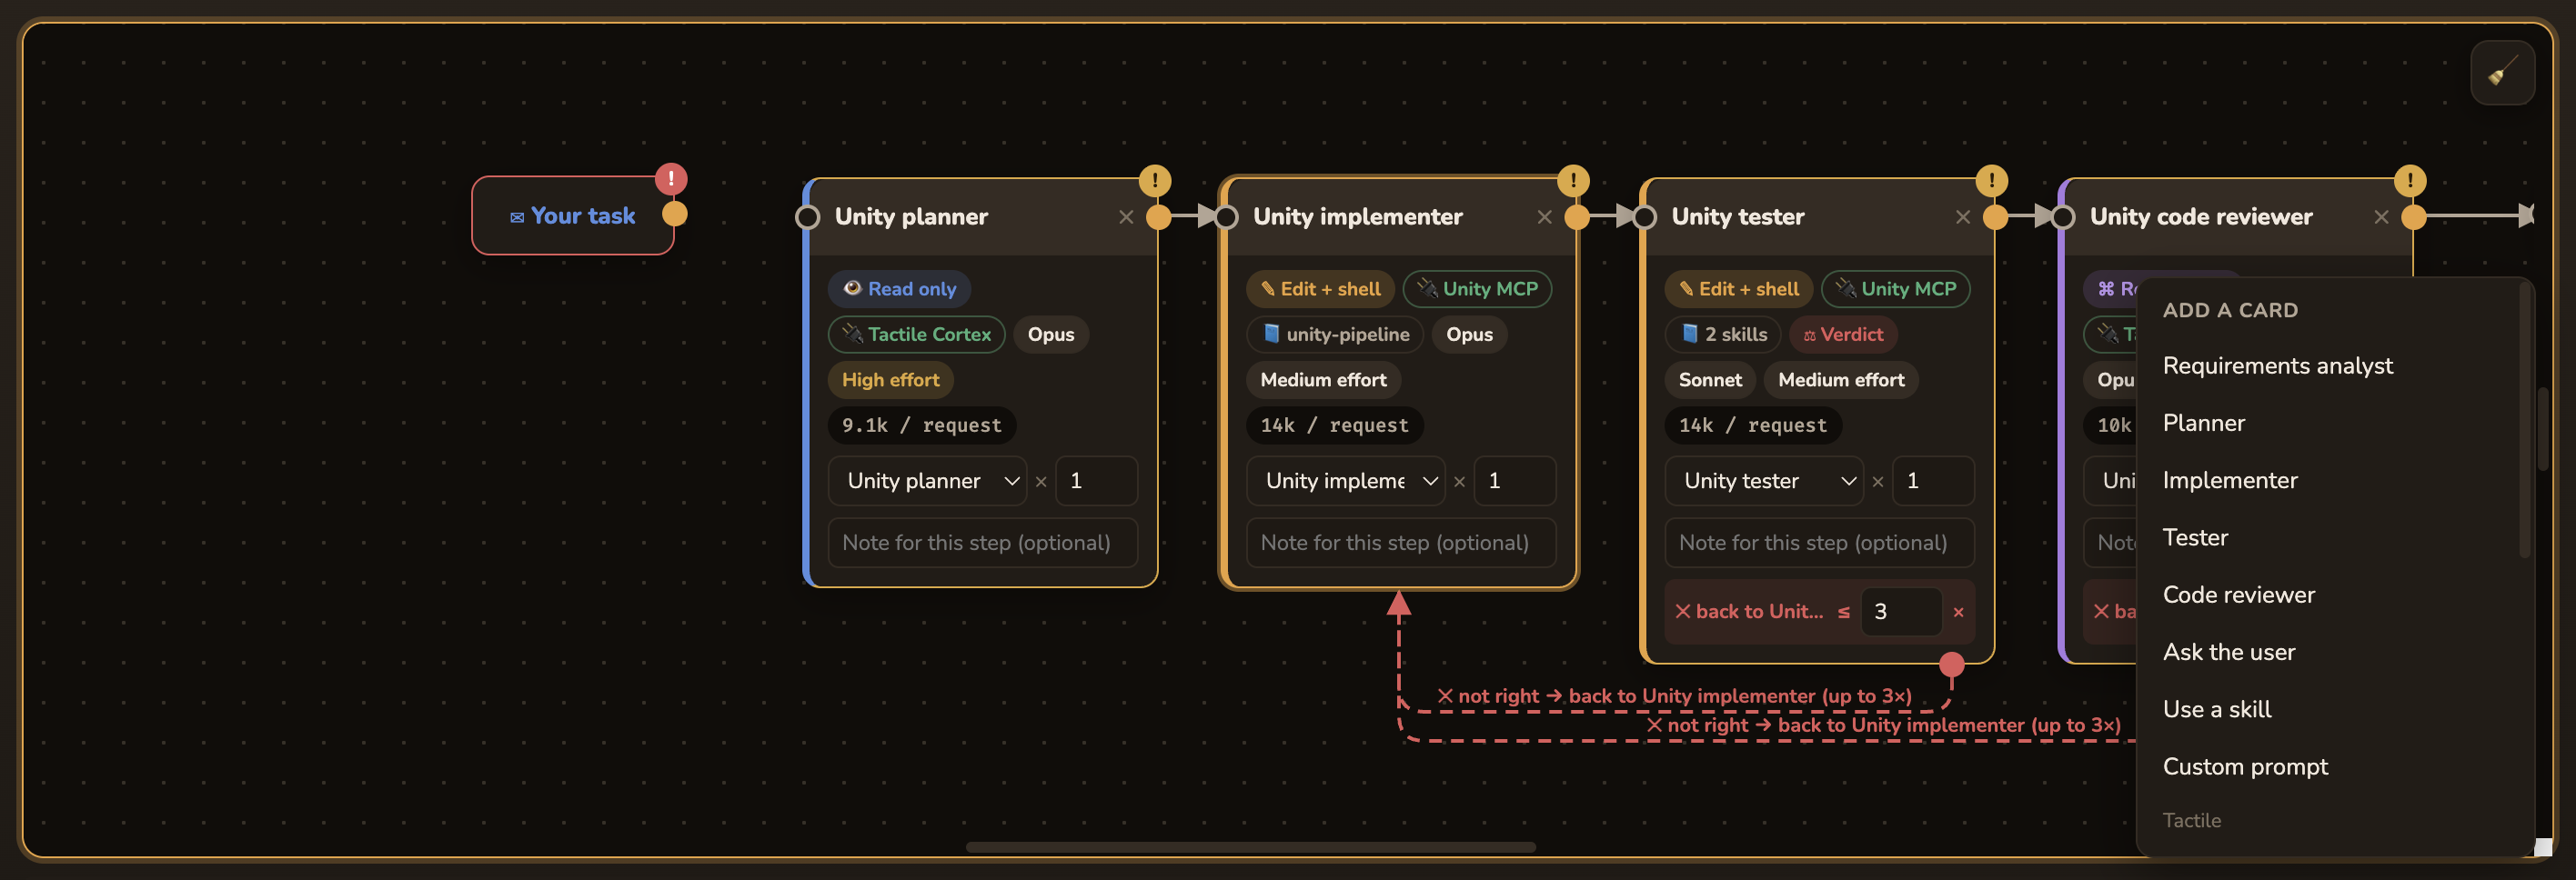 Your task
!
Unity planner ×
!
Read only
Tactile Cortex Opus
High effort
9.1k / request
Unity planner × 1
Note for this step (optional)
Unity implementer ×
!
Edit + shell Unity MCP
unity-pipeline Opus
Medium effort
14k / request
Unity impleme × 1
Note for this step (optional)
Unity tester ×
!
Edit + shell Unity MCP
2 skills Verdict
Sonnet Medium effort
14k / request
Unity tester × 1
Note for this step (optional)
back to Unit... ≤ 3 ×
Unity code reviewer ×
!
10k
not right → back to Unity implementer (up to 3×)
not right → back to Unity implementer (up to 3×)
ADD A CARD
Requirements analyst
Planner
Implementer
Tester
Code reviewer
Ask the user
Use a skill
Custom prompt
Tactile